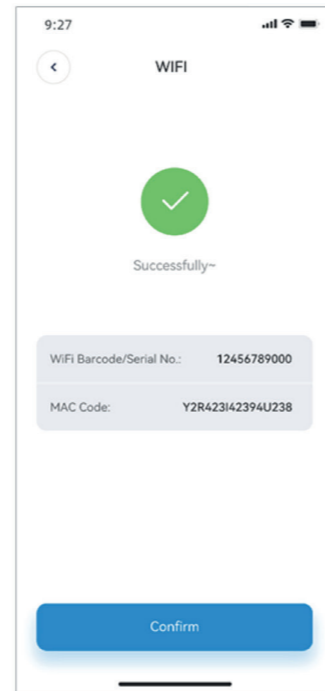 9:27
WIFI
Successfully~
WiFi Barcode/Serial No.: 12456789000
MAC Code: Y2R423I42394U238
Confirm